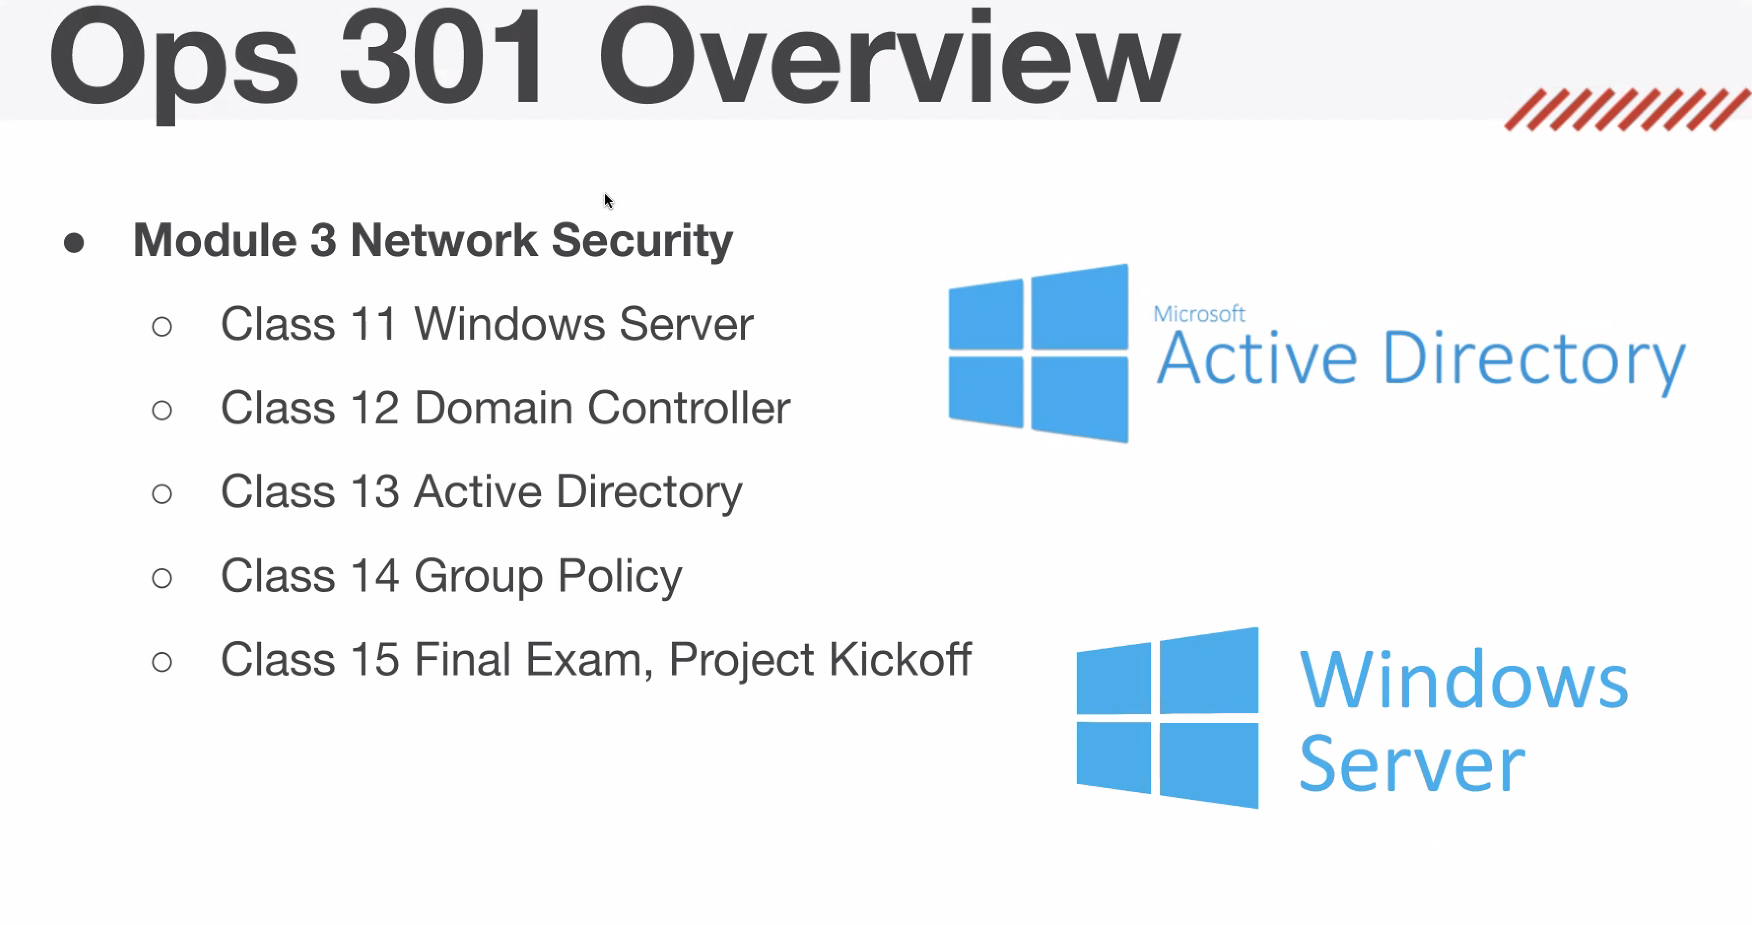 Ops 301 Overview
● Module 3 Network Security
○ Class 11 Windows Server
○ Class 12 Domain Controller
○ Class 13 Active Directory
○ Class 14 Group Policy
○ Class 15 Final Exam, Project Kickoff
Microsoft
Active Directory
Windows
Server